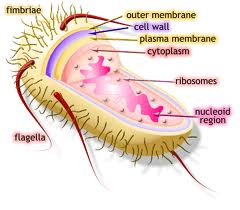 fimbriae
outer membrane
cell wall
plasma membrane
cytoplasm
ribosomes
nucleoid
region
flagella